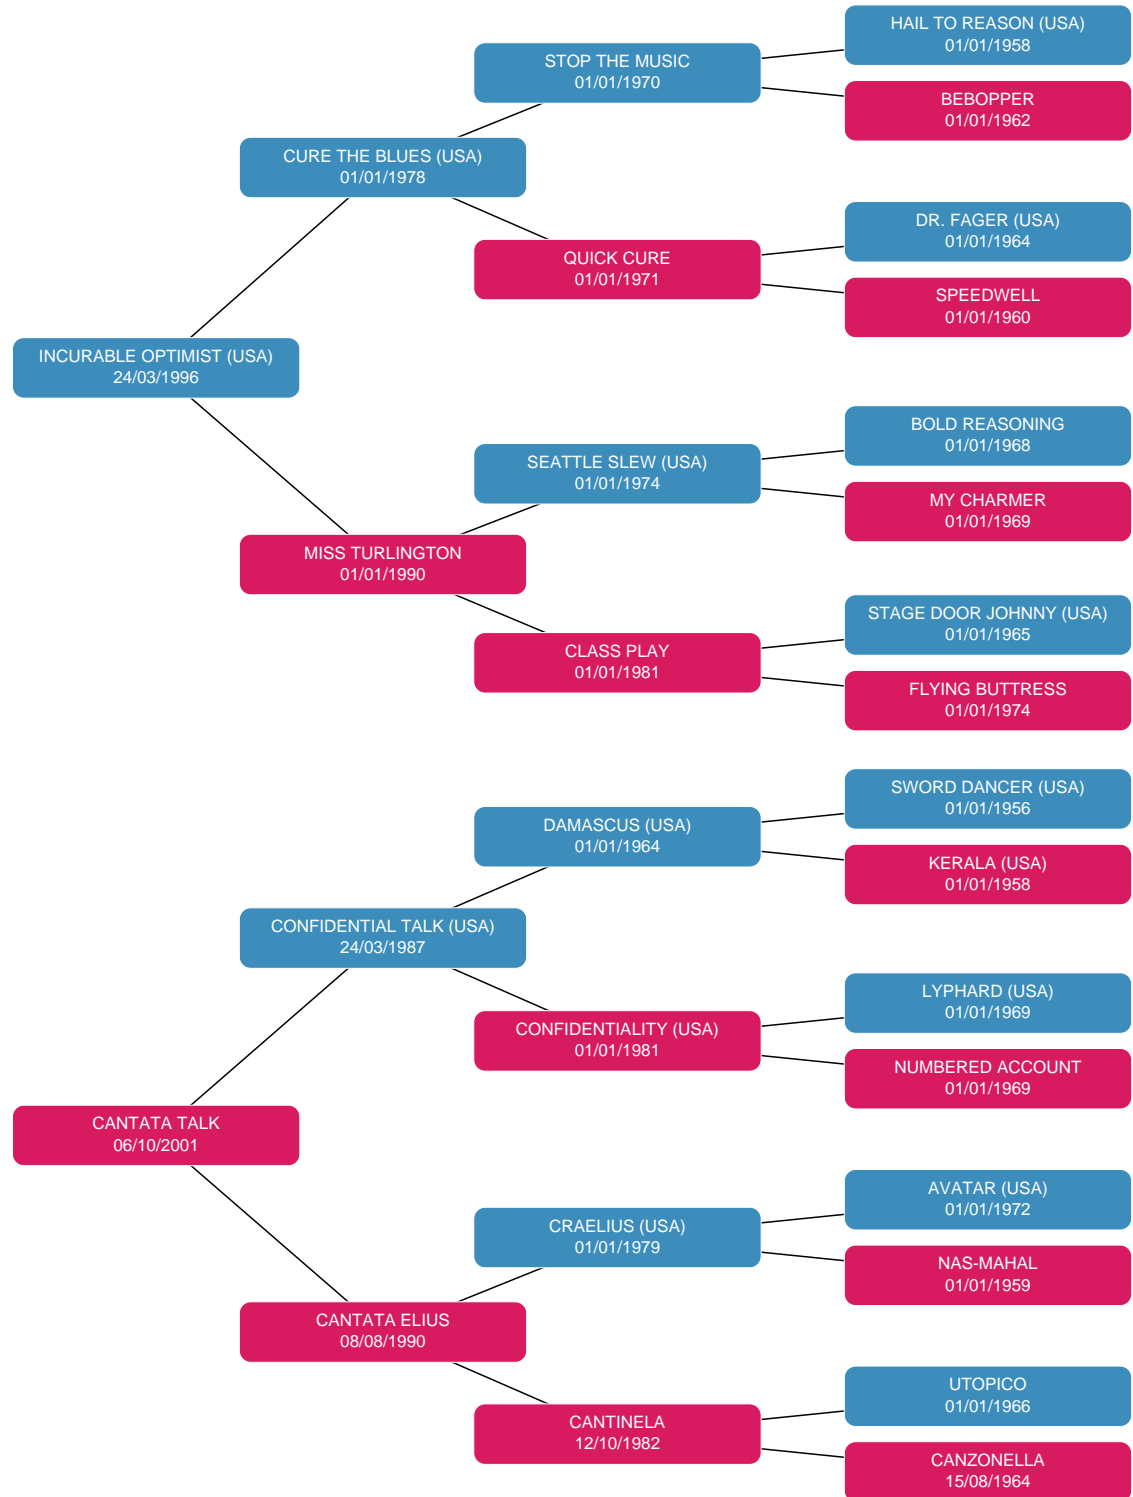 HAIL TO REASON (USA)
01/01/1958
STOP THE MUSIC
01/01/1970
BEBOPPER
01/01/1962
CURE THE BLUES (USA)
01/01/1978
DR. FAGER (USA)
01/01/1964
QUICK CURE
01/01/1971
SPEEDWELL
01/01/1960
INCURABLE OPTIMIST (USA)
24/03/1996
BOLD REASONING
01/01/1968
SEATTLE SLEW (USA)
01/01/1974
MY CHARMER
01/01/1969
MISS TURLINGTON
01/01/1990
STAGE DOOR JOHNNY (USA)
01/01/1965
CLASS PLAY
01/01/1981
FLYING BUTTRESS
01/01/1974
SWORD DANCER (USA)
01/01/1956
DAMASCUS (USA)
01/01/1964
KERALA (USA)
01/01/1958
CONFIDENTIAL TALK (USA)
24/03/1987
LYPHARD (USA)
01/01/1969
CONFIDENTIALITY (USA)
01/01/1981
NUMBERED ACCOUNT
01/01/1969
CANTATA TALK
06/10/2001
AVATAR (USA)
01/01/1972
CRAELIUS (USA)
01/01/1979
NAS-MAHAL
01/01/1959
CANTATA ELIUS
08/08/1990
UTOPICO
01/01/1966
CANTINELA
12/10/1982
CANZONELLA
15/08/1964